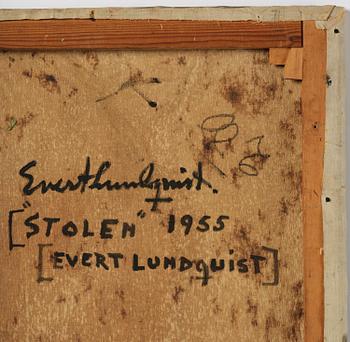 Evert Lundquist.
["STOLEN" 1955
[EVERT LUNDQUIST]